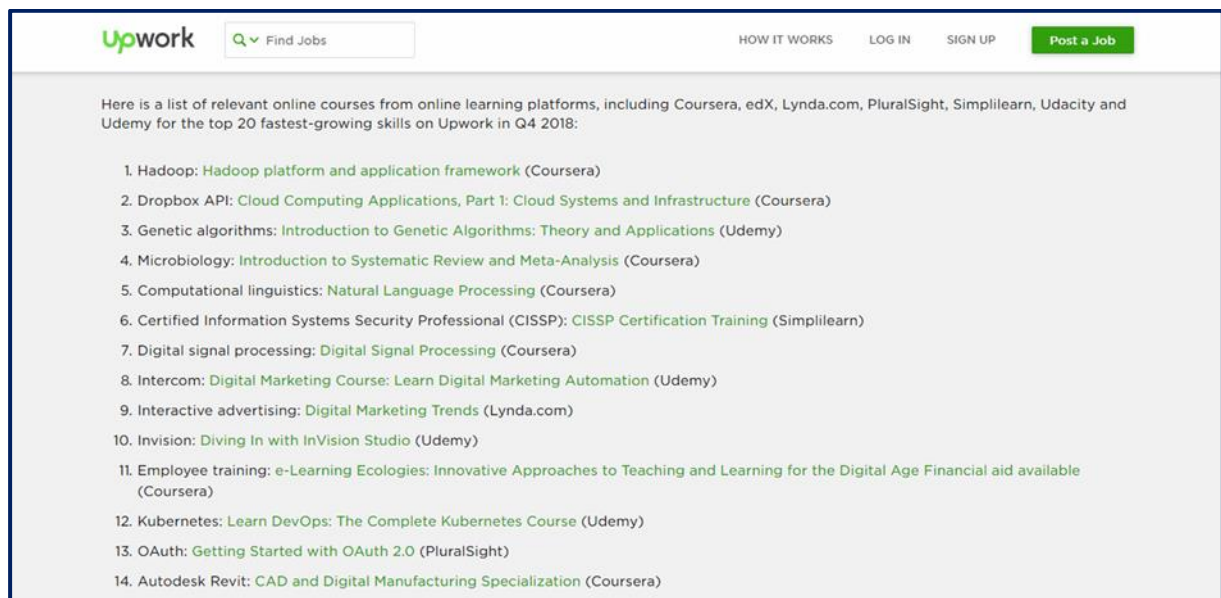 Upwork
Find Jobs
HOW IT WORKS
LOG IN
SIGN UP
Post a Job
Here is a list of relevant online courses from online learning platforms, including Coursera, edX, Lynda.com, PluralSight, Simplilearn, Udacity and
Udemy for the top 20 fastest-growing skills on Upwork in Q4 2018:
1. Hadoop: Hadoop platform and application framework (Coursera)
2. Dropbox API: Cloud Computing Applications, Part 1: Cloud Systems and Infrastructure (Coursera)
3. Genetic algorithms: Introduction to Genetic Algorithms: Theory and Applications (Udemy)
4. Microbiology: Introduction to Systematic Review and Meta-Analysis (Coursera)
5. Computational linguistics: Natural Language Processing (Coursera)
6. Certified Information Systems Security Professional (CISSP): CISSP Certification Training (Simplilearn)
7. Digital signal processing: Digital Signal Processing (Coursera)
8. Intercom: Digital Marketing Course: Learn Digital Marketing Automation (Udemy)
9. Interactive advertising: Digital Marketing Trends (Lynda.com)
10. Invision: Diving In with InVision Studio (Udemy)
11. Employee training: e-Learning Ecologies: Innovative Approaches to Teaching and Learning for the Digital Age Financial aid available
(Coursera)
12. Kubernetes: Learn DevOps: The Complete Kubernetes Course (Udemy)
13. OAuth: Getting Started with OAuth 2.0 (PluralSight)
14. Autodesk Revit: CAD and Digital Manufacturing Specialization (Coursera)